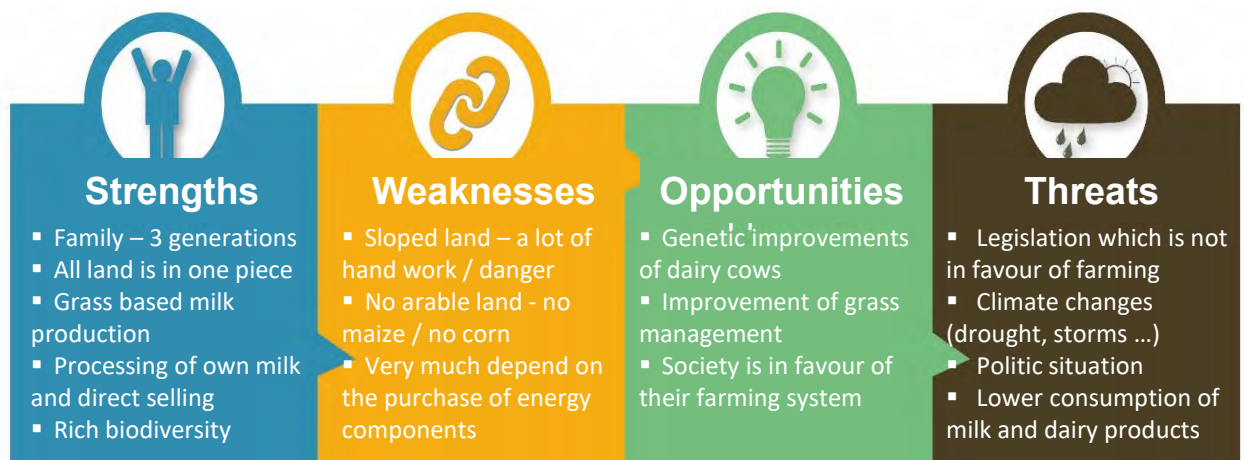 Strengths
▪ Family – 3 generations
▪ All land is in one piece
▪ Grass based milk
production
▪ Processing of own milk
and direct selling
▪ Rich biodiversity
Weaknesses
▪ Sloped land – a lot of
hand work / danger
▪ No arable land - no
maize / no corn
▪ Very much depend on
the purchase of energy
components
Opportunities
▪ Genetic improvements
of dairy cows
▪ Improvement of grass
management
▪ Society is in favour of
their farming system
Threats
▪ Legislation which is not
in favour of farming
▪ Climate changes
(drought, storms ...)
▪ Politic situation
▪ Lower consumption of
milk and dairy products